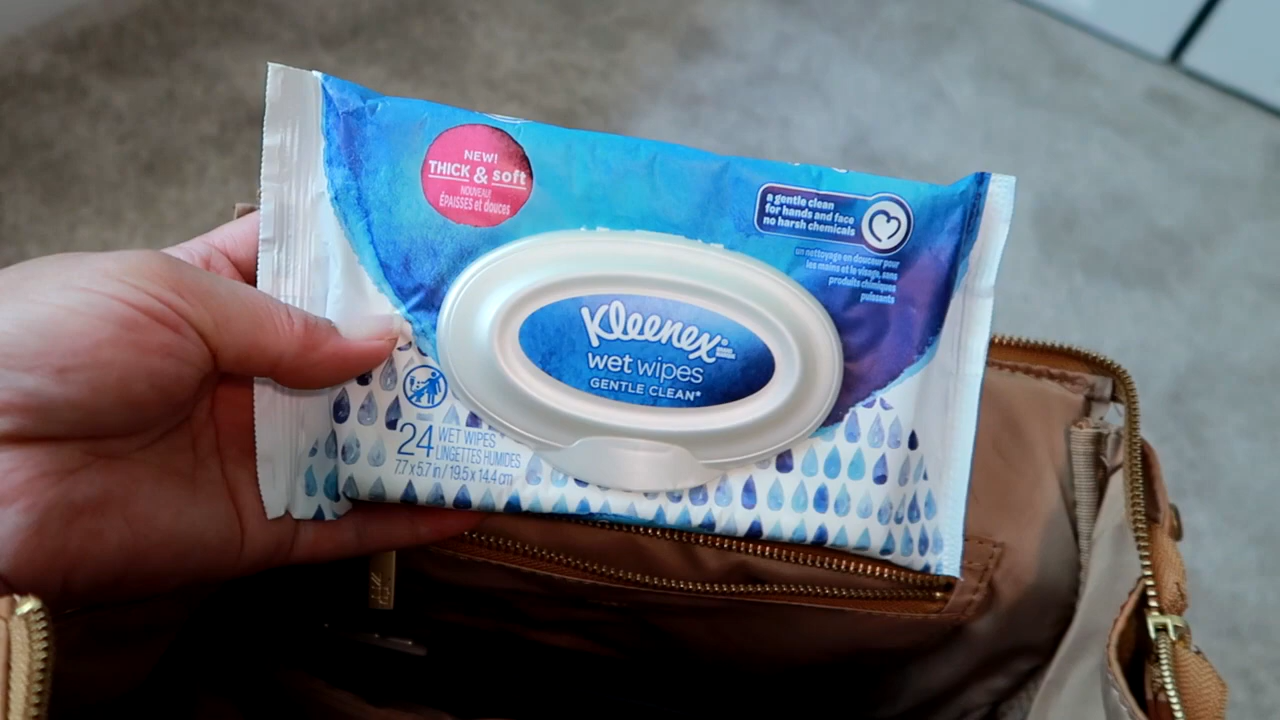 NEW!
THICK & soft
NOUVEAU!
ÉPAISSES et douces
a gentle clean
for hands and face
no harsh chemicals
un nettoyage en douceur pour
les mains et le visage, sans
produits chimiques
puissants
Kleenex®
wet wipes
GENTLE CLEAN*
24 WET WIPES
LINGETTES HUMIDES
7.7 x 5.7 in / 19.5 x 14.4 cm